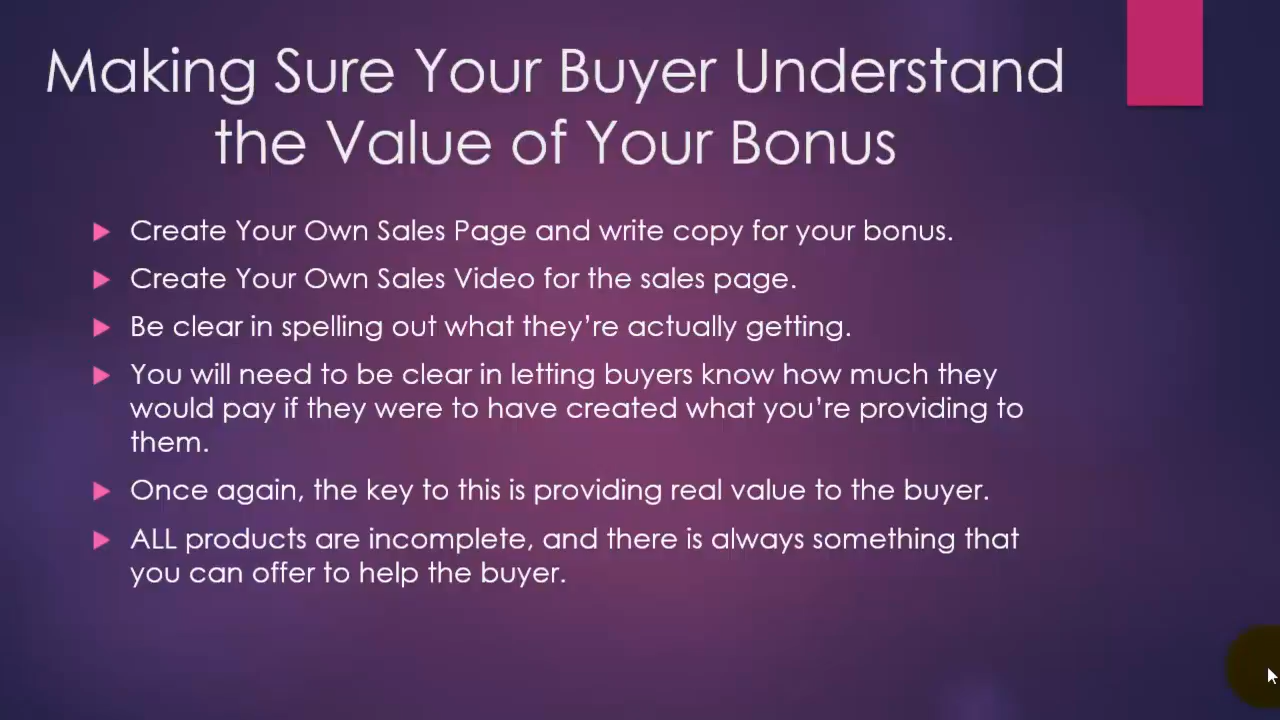 Making Sure Your Buyer Understand
the Value of Your Bonus
Create Your Own Sales Page and write copy for your bonus.
Create Your Own Sales Video for the sales page.
Be clear in spelling out what they're actually getting.
You will need to be clear in letting buyers know how much they
would pay if they were to have created what you're providing to
them.
Once again, the key to this is providing real value to the buyer.
ALL products are incomplete, and there is always something that
you can offer to help the buyer.